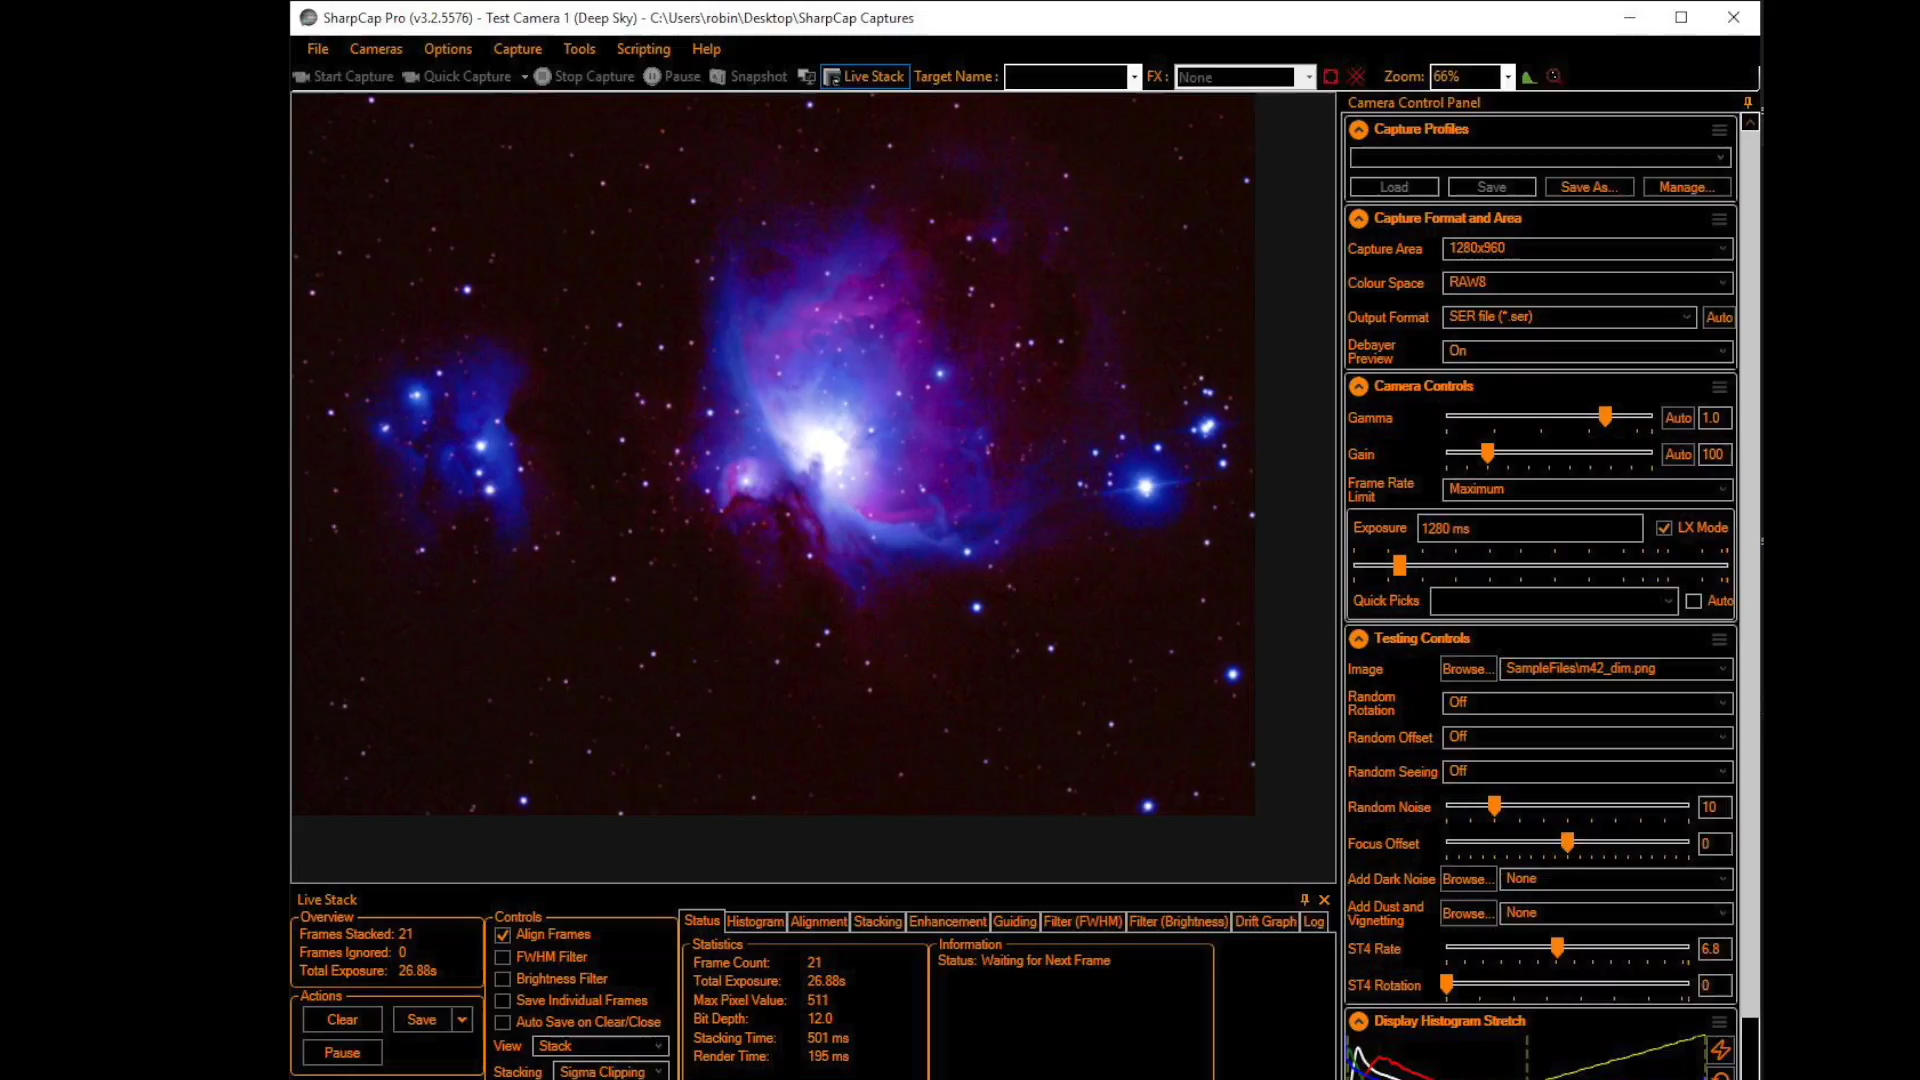 SharpCap Pro (v3.2.5576) - Test Camera 1 (Deep Sky) - C:\Users\robin\Desktop\SharpCap Captures
File Cameras Options Capture Tools Scripting Help
Start Capture Quick Capture Stop Capture Pause Snapshot Live Stack Target Name : FX : None Zoom: 66%
Camera Control Panel
Capture Profiles
Load Save Save As... Manage...
Capture Format and Area
Capture Area 1280x960
Colour Space RAW8
Output Format SER file (*.ser) Auto
Debayer
Preview On
Camera Controls
Gamma Auto 1.0
Gain Auto 100
Frame Rate
Limit Maximum
Exposure 1280 ms LX Mode
Quick Picks Auto
Testing Controls
Image Browse... SampleFiles\m42_dim.png
Random
Rotation Off
Random Offset Off
Random Seeing Off
Random Noise 10
Focus Offset 0
Add Dark Noise Browse... None
Add Dust and
Vignetting Browse... None
ST4 Rate 6.8
ST4 Rotation 0
Display Histogram Stretch
Live Stack
Overview
Frames Stacked: 21
Frames Ignored: 0
Total Exposure: 26.88s
Actions
Clear Save
Pause
Controls
Align Frames
FWHM Filter
Brightness Filter
Save Individual Frames
Auto Save on Clear/Close
View Stack
Stacking Sigma Clipping
Status Histogram Alignment Stacking Enhancement Guiding Filter (FWHM) Filter (Brightness) Drift Graph Log
Statistics
Frame Count: 21
Total Exposure: 26.88s
Max Pixel Value: 511
Bit Depth: 12.0
Stacking Time: 501 ms
Render Time: 195 ms
Information
Status: Waiting for Next Frame